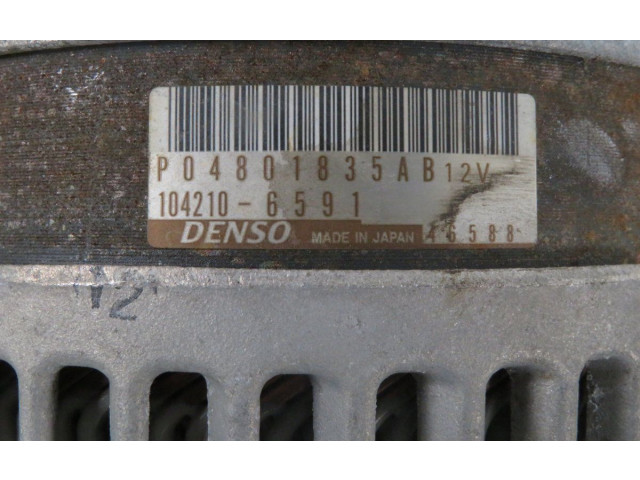 P04801835AB 12V
104210-6591
DENSO MADE IN JAPAN 46588
12